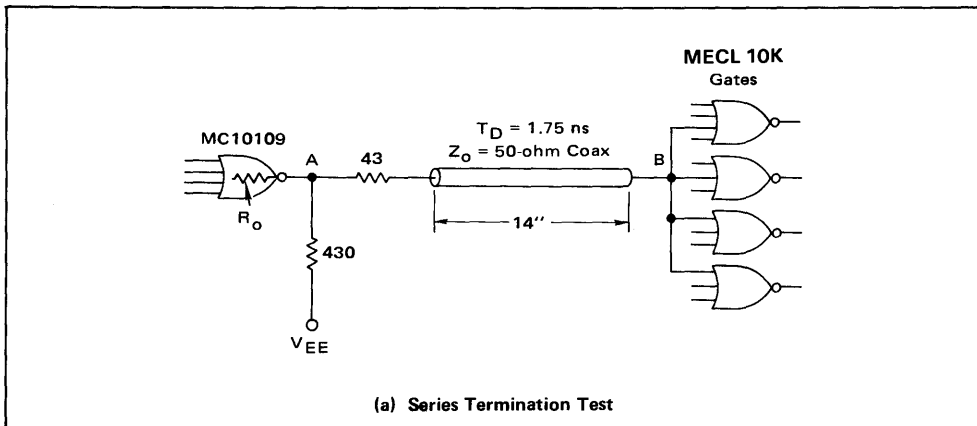 MECL 10K
Gates
MC10109
A
43
T_D = 1.75 ns
Z_o = 50-ohm Coax
B
R_o
14"
430
V_EE
(a) Series Termination Test